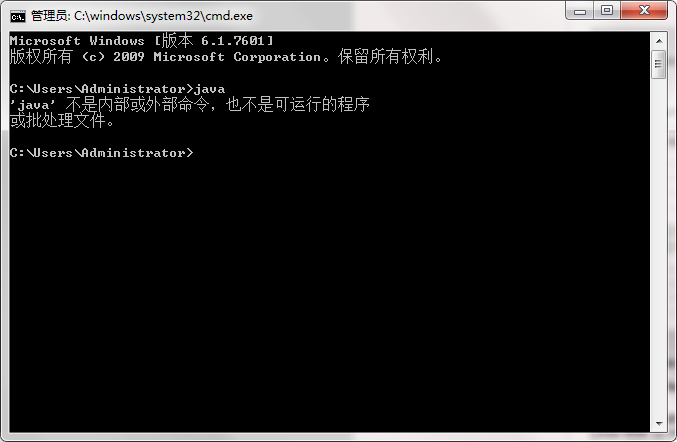 管理员: C:\windows\system32\cmd.exe
Microsoft Windows [版本 6.1.7601]
版权所有 (c) 2009 Microsoft Corporation。保留所有权利。
C:\Users\Administrator>java
'java' 不是内部或外部命令，也不是可运行的程序
或批处理文件。
C:\Users\Administrator>